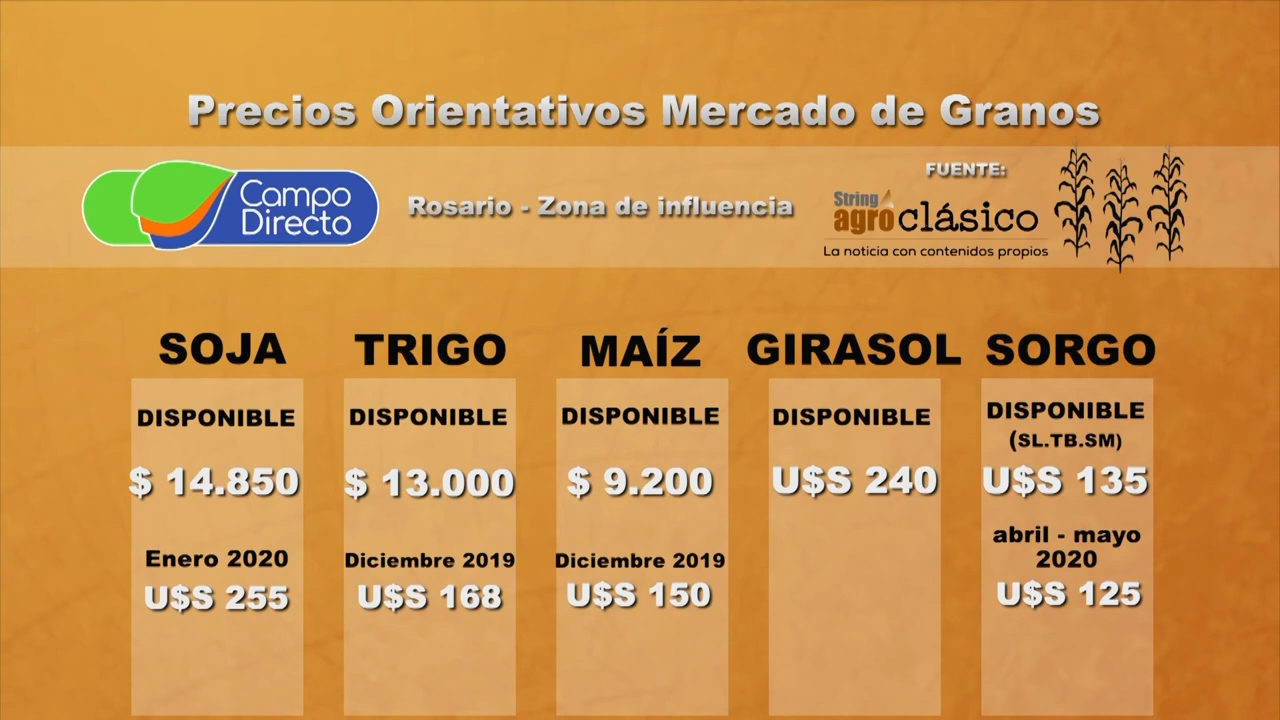 Precios Orientativos Mercado de Granos
Campo
Directo
Rosario - Zona de influencia
FUENTE:
String
agro clásico
La noticia con contenidos propios
SOJA
DISPONIBLE
$ 14.850
Enero 2020
U$S 255
TRIGO
DISPONIBLE
$ 13.000
Diciembre 2019
U$S 168
MAÍZ
DISPONIBLE
$ 9.200
Diciembre 2019
U$S 150
GIRASOL
DISPONIBLE
U$S 240
SORGO
DISPONIBLE
(SL.TB.SM)
U$S 135
abril - mayo
2020
U$S 125